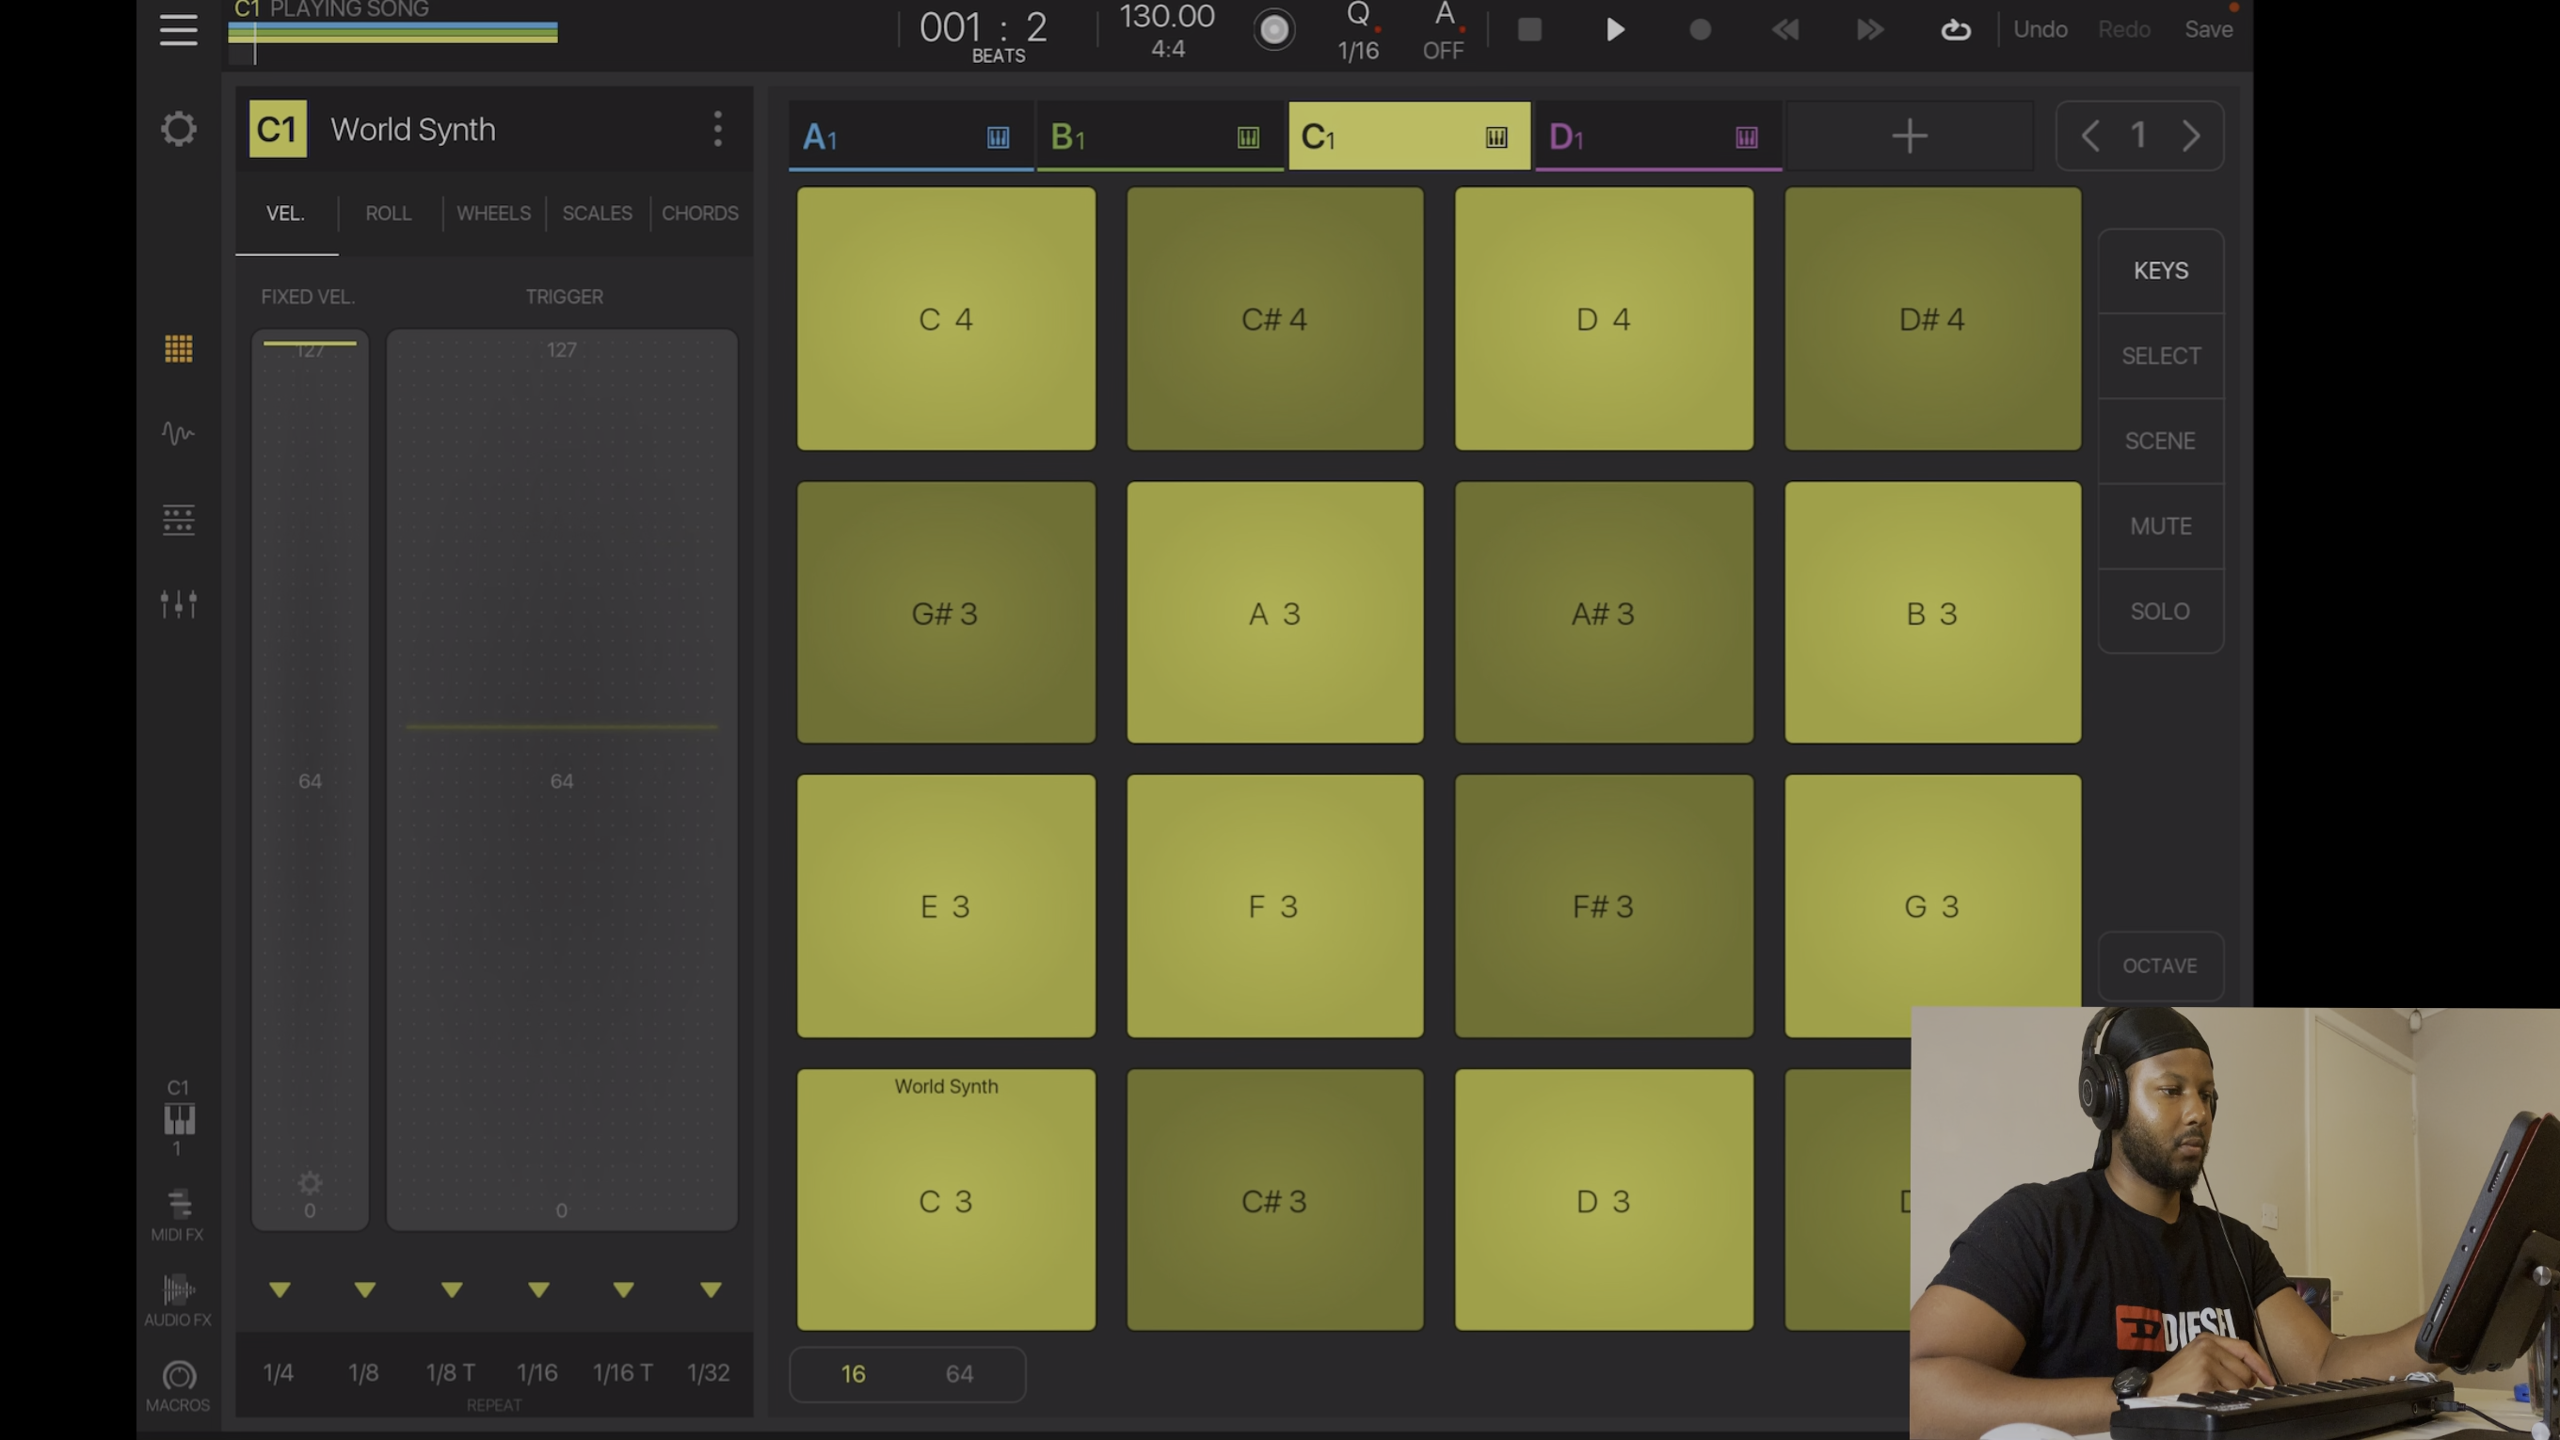 C1 PLAYING SONG
001 : 2
BEATS
130.00
4:4
Q
1/16
A
OFF
Undo
Redo
Save
C1
World Synth
A1
B1
C1
D1
+
1
VEL.
ROLL
WHEELS
SCALES
CHORDS
FIXED VEL.
TRIGGER
127
127
64
64
0
0
C 4
C# 4
D 4
D# 4
G# 3
A 3
A# 3
B 3
E 3
F 3
F# 3
G 3
World Synth
C 3
C# 3
D 3
KEYS
SELECT
SCENE
MUTE
SOLO
OCTAVE
C1
1
MIDI FX
AUDIO FX
MACROS
1/4
1/8
1/8 T
1/16
1/16 T
1/32
REPEAT
16
64
DIESEL